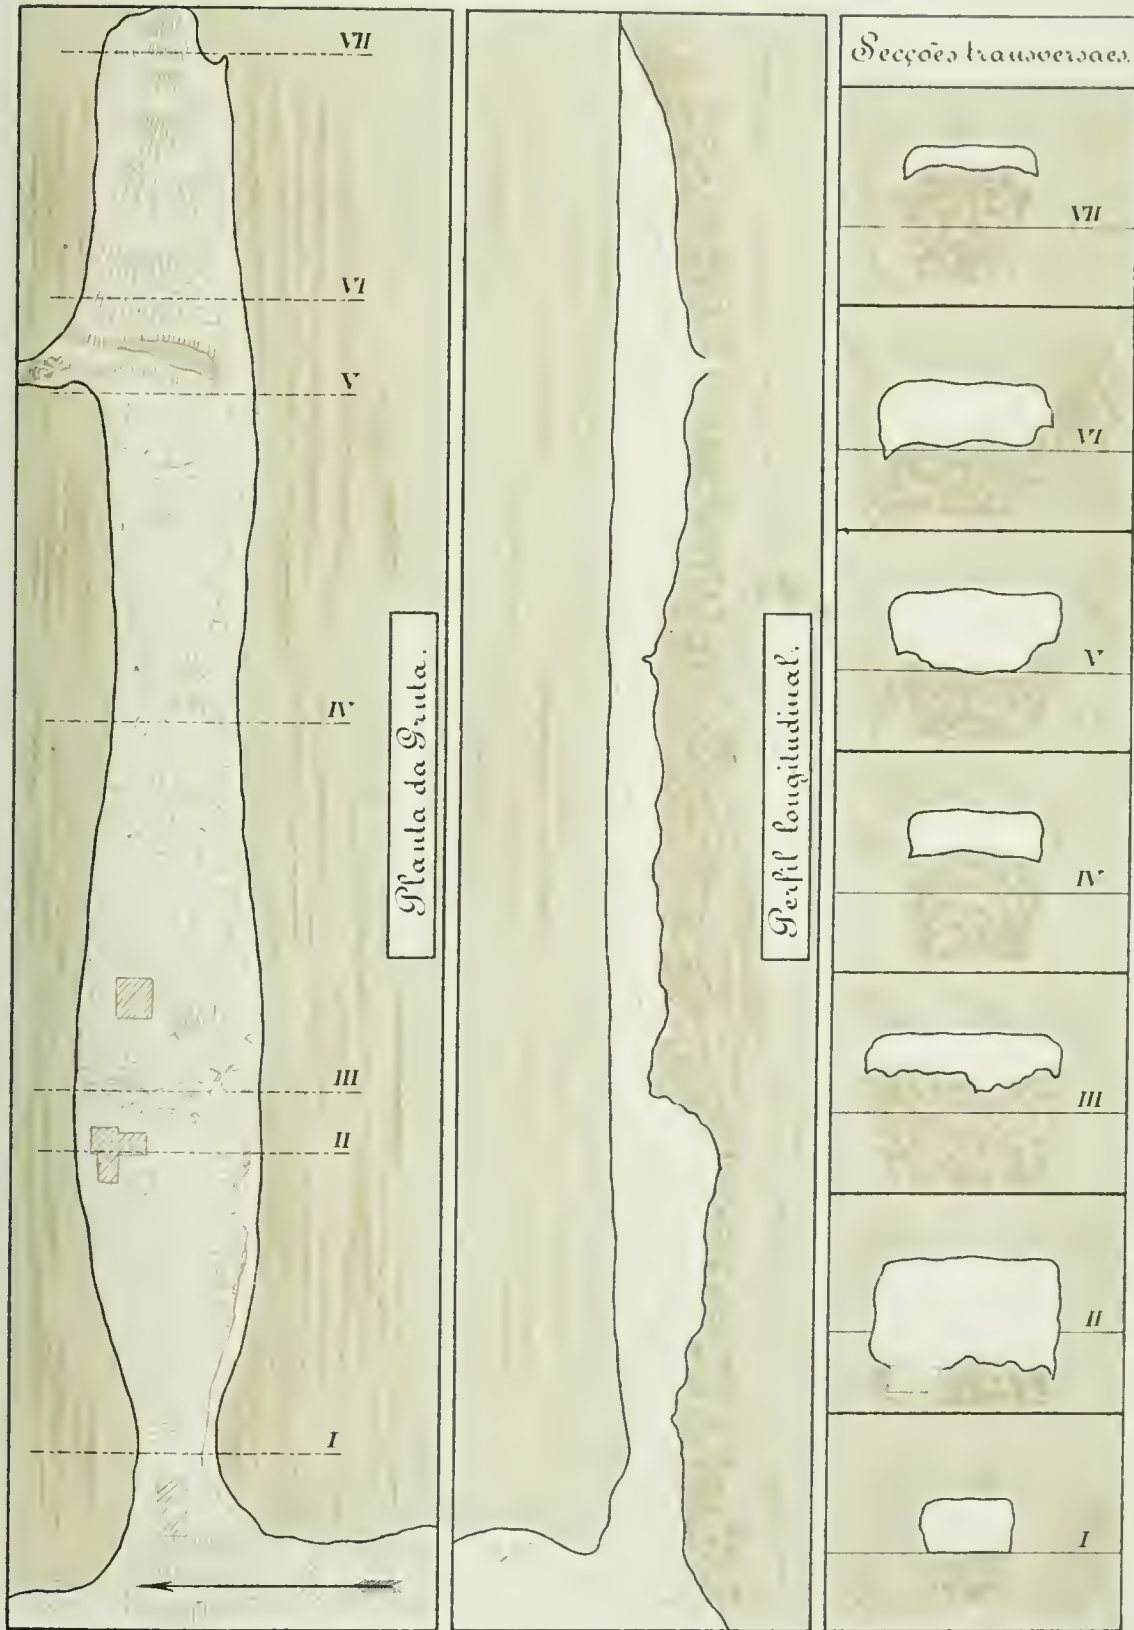 VII
VI
V
IV
III
II
I
Planta da Gruta.
Perfil longitudinal.
Secções transversaes.
VII
VI
V
IV
III
II
I